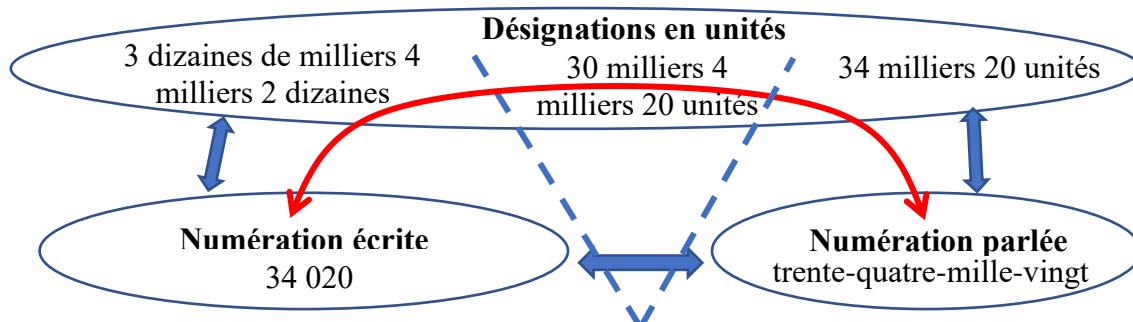 Désignations en unités
3 dizaines de milliers 4
milliers 2 dizaines
30 milliers 4
milliers 20 unités
34 milliers 20 unités
Numération écrite
34 020
Numération parlée
trente-quatre-mille-vingt